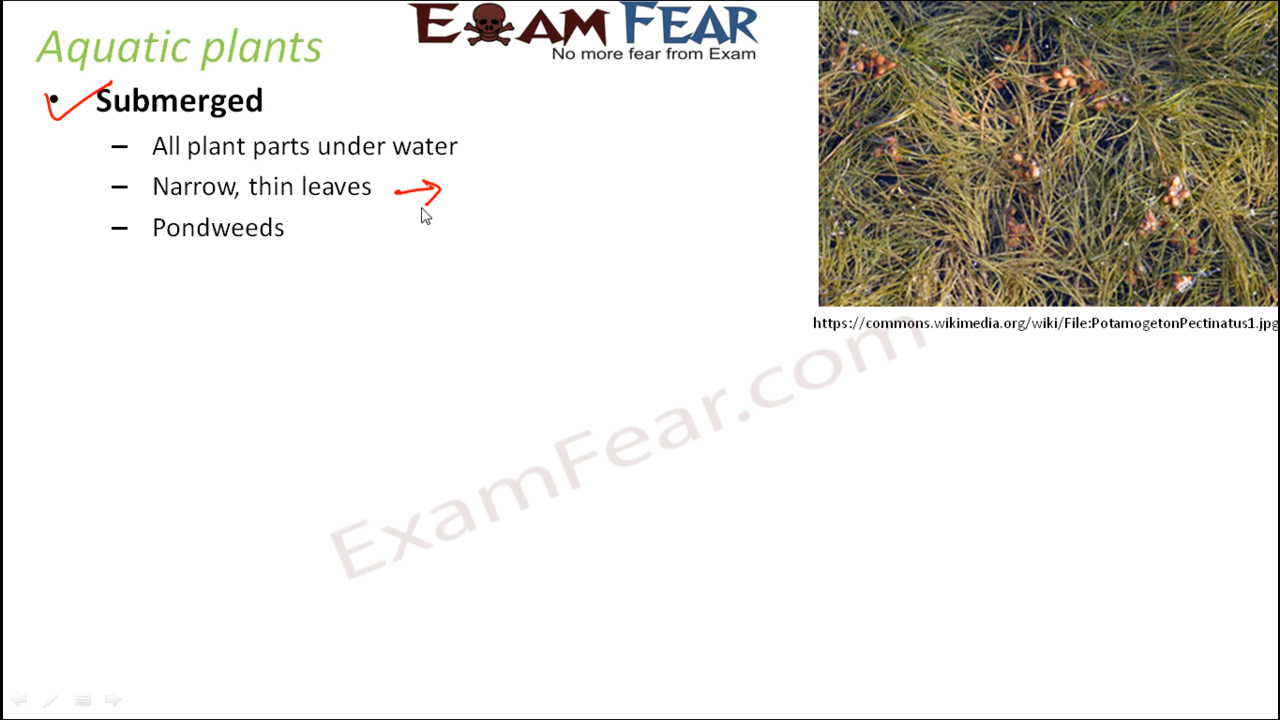 Aquatic plants
EXAM FEAR
No more fear from Exam
• Submerged
– All plant parts under water
– Narrow, thin leaves
– Pondweeds
https://commons.wikimedia.org/wiki/File:PotamogetonPectinatus1.jpg
ExamFear.com